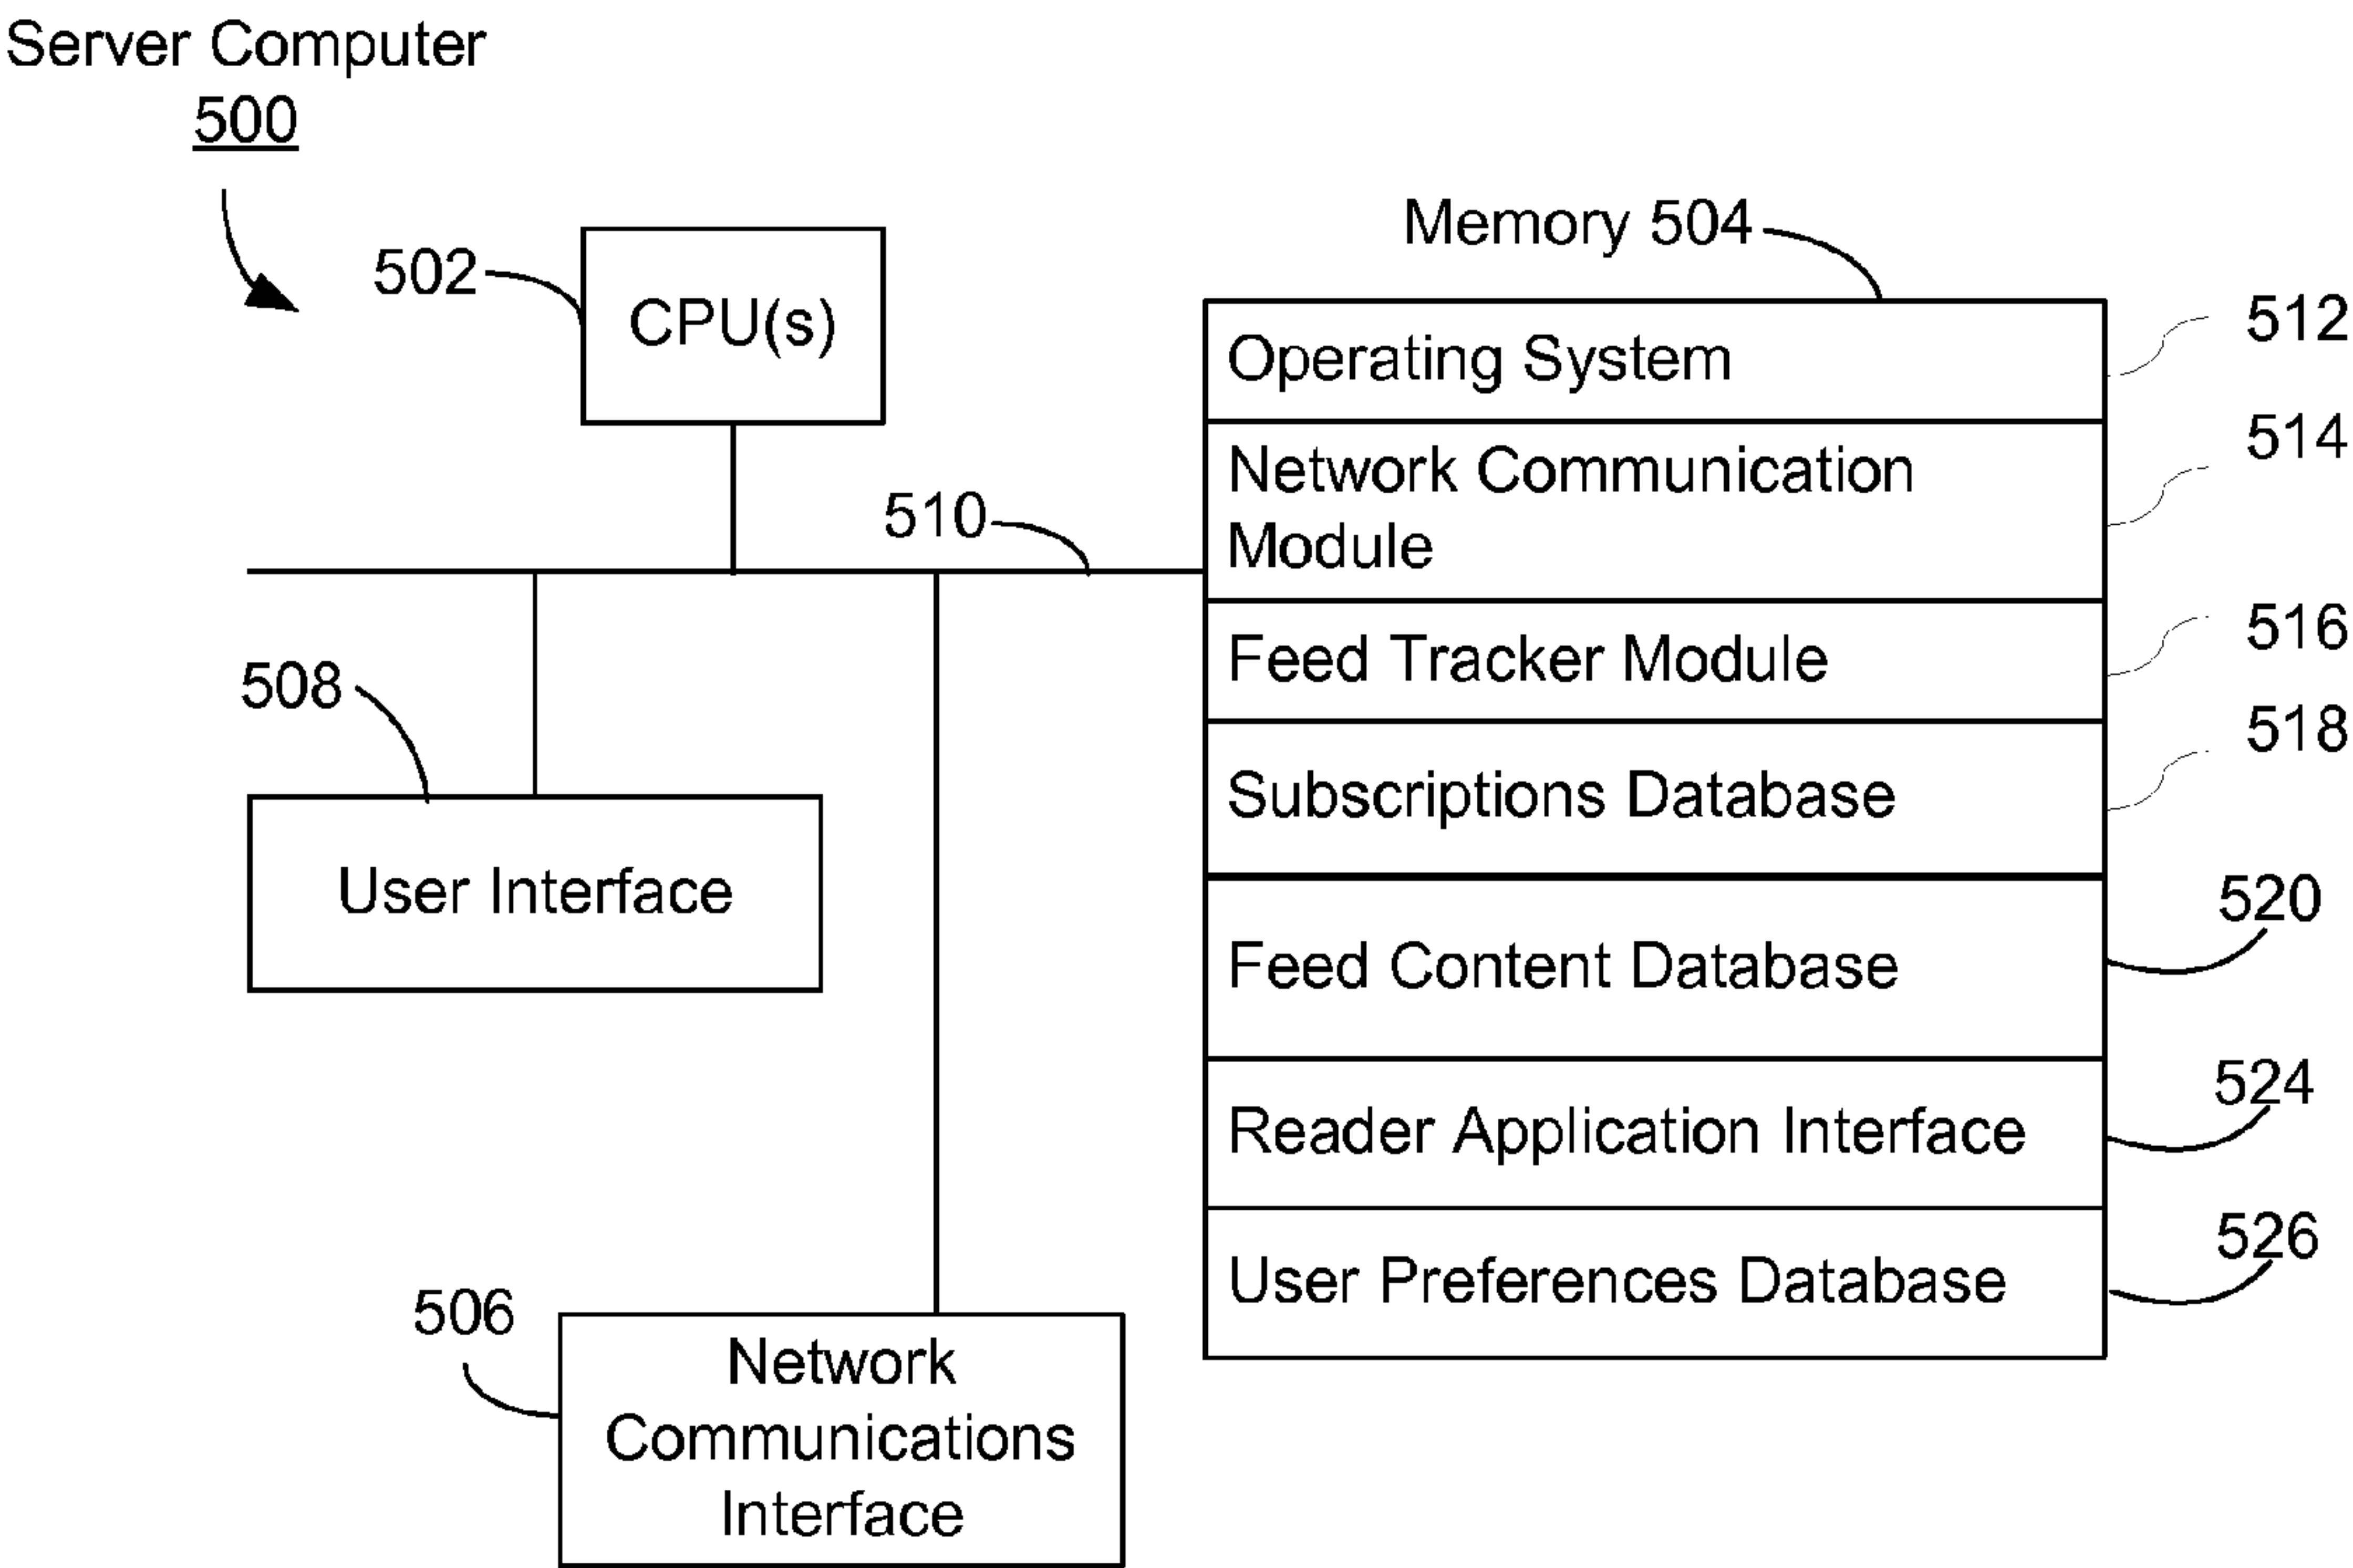 Server Computer
500
502
CPU(s)
510
508
User Interface
506
Network
Communications
Interface
Memory 504
Operating System
512
Network Communication
Module
514
Feed Tracker Module
516
Subscriptions Database
518
Feed Content Database
520
Reader Application Interface
524
User Preferences Database
526